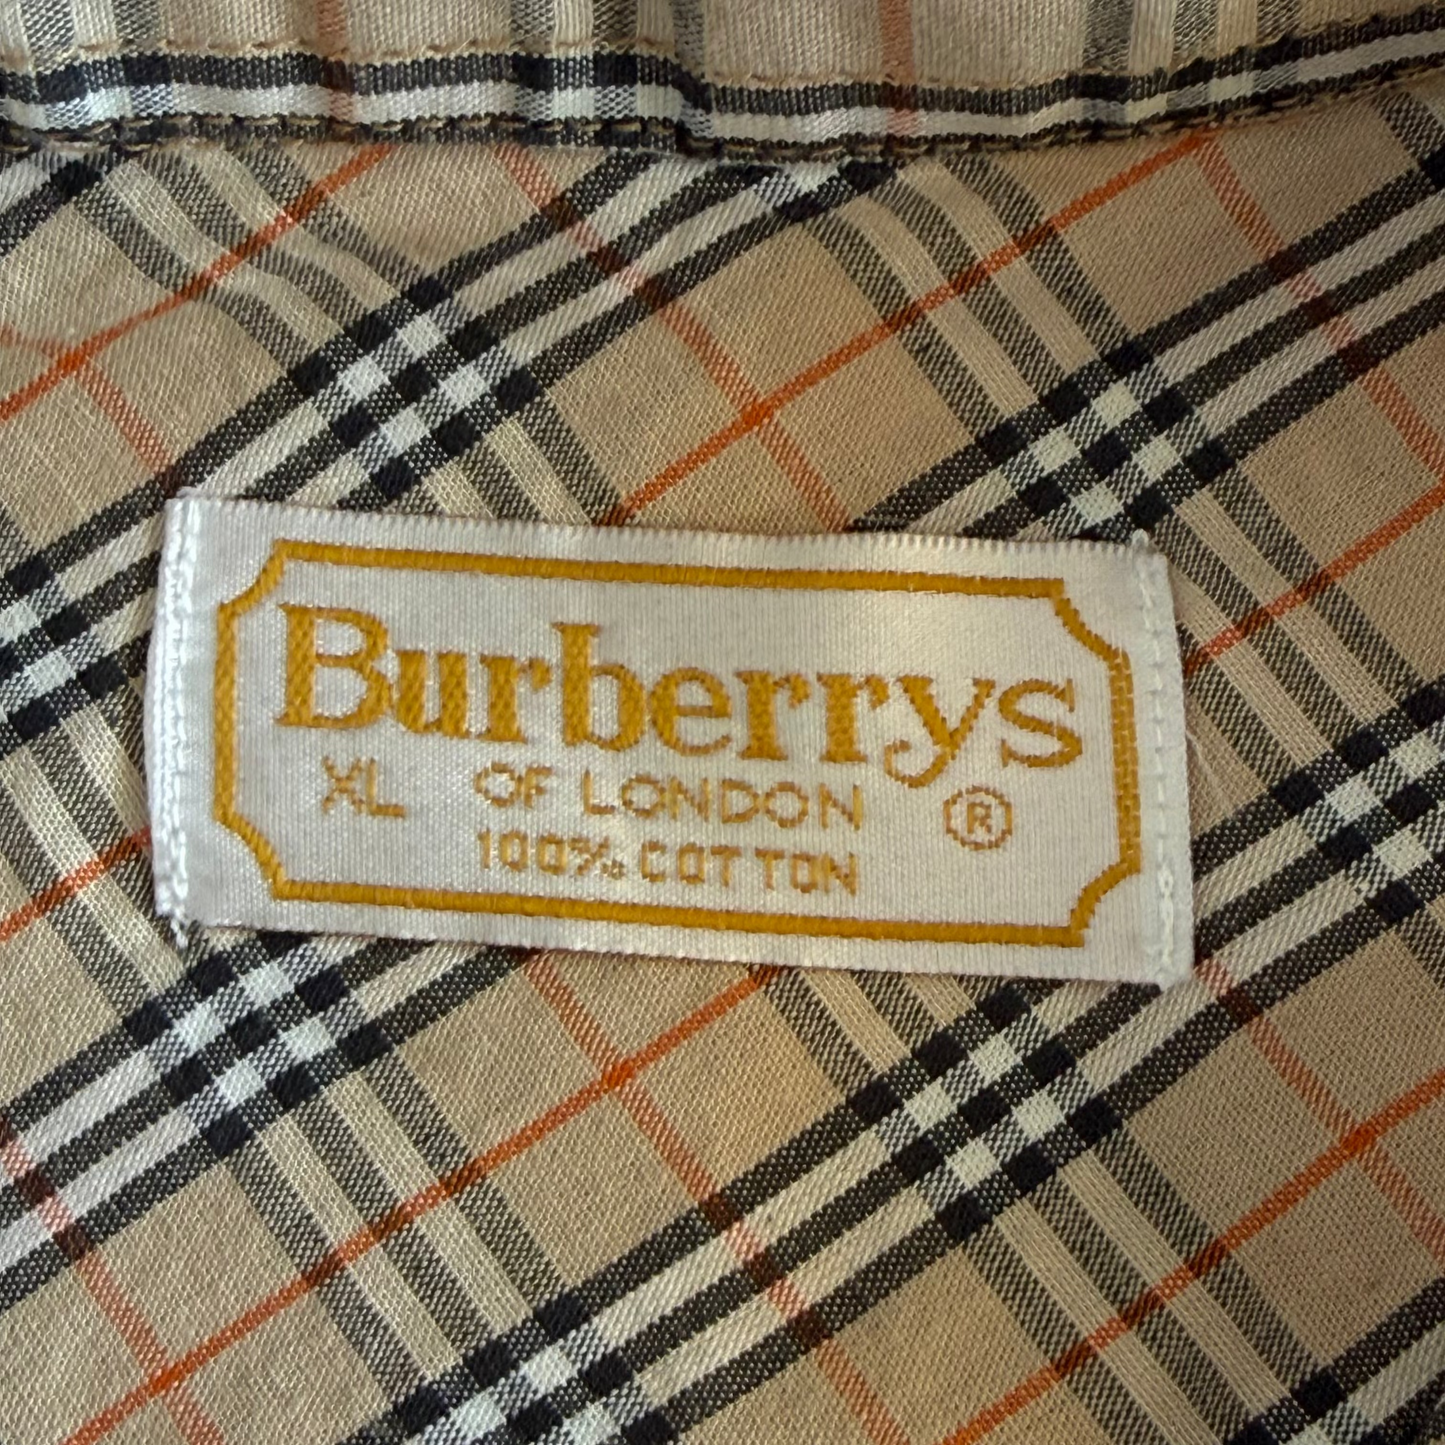 Burberrys
XL OF LONDON ®
100% COTTON